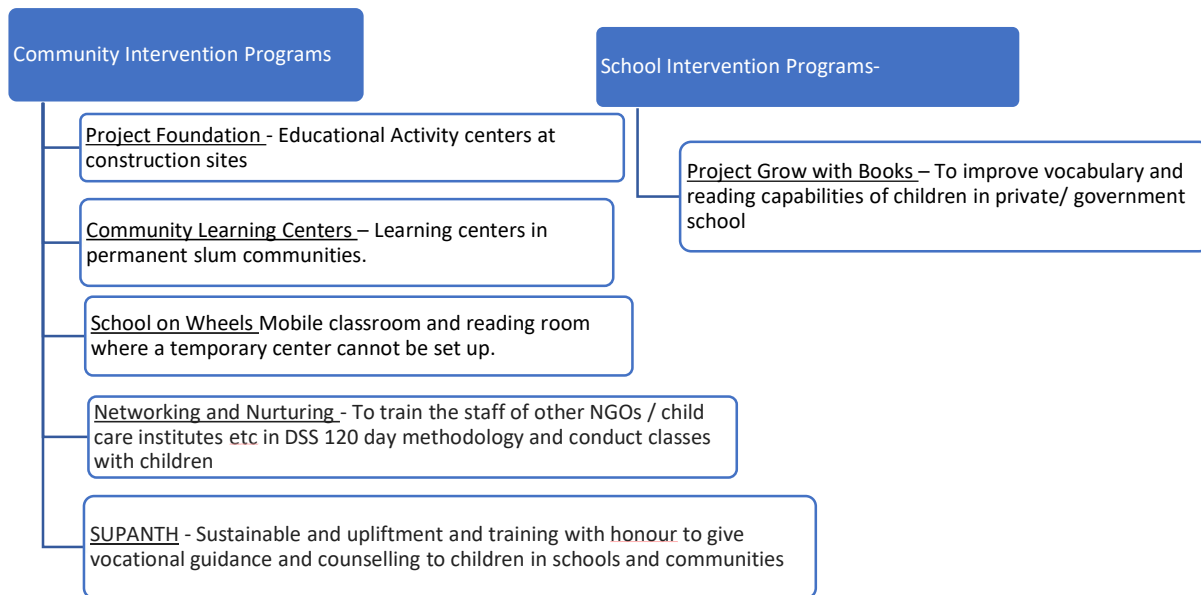 Community Intervention Programs
Project Foundation - Educational Activity centers at
construction sites
Community Learning Centers – Learning centers in
permanent slum communities.
School on Wheels Mobile classroom and reading room
where a temporary center cannot be set up.
Networking and Nurturing - To train the staff of other NGOs / child
care institutes etc in DSS 120 day methodology and conduct classes
with children
SUPANTH - Sustainable and upliftment and training with honour to give
vocational guidance and counselling to children in schools and communities
School Intervention Programs-
Project Grow with Books – To improve vocabulary and
reading capabilities of children in private/ government
school